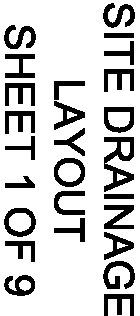 SITE DRAINAGE
LAYOUT
SHEET 1 OF 9